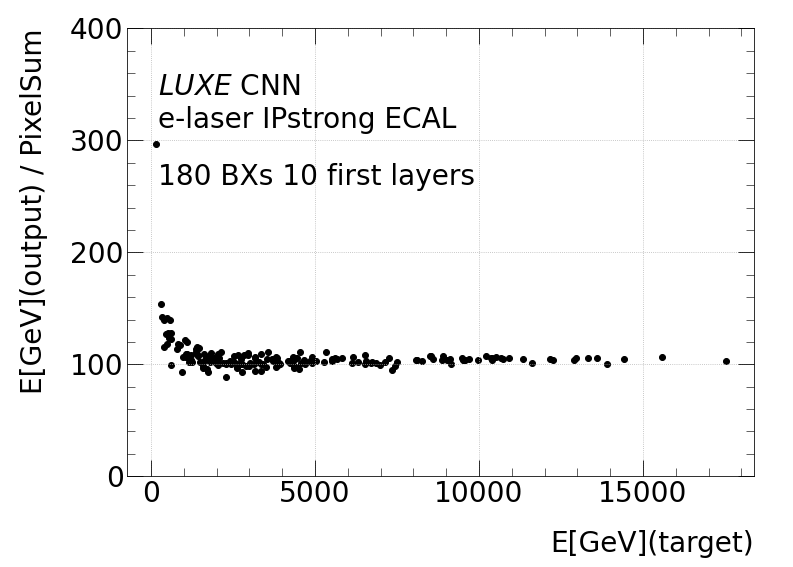 400
300
200
100
0
E[GeV](output) / PixelSum
LUXE CNN
e-laser IPstrong ECAL
180 BXs 10 first layers
0 5000 10000 15000
E[GeV](target)